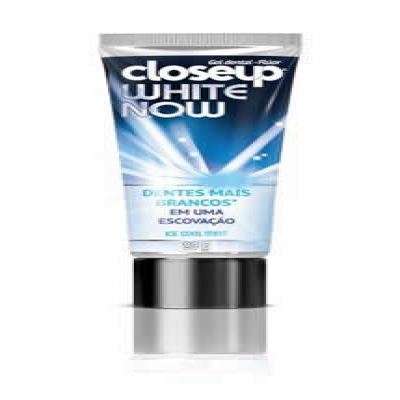 Gel dental - Flúor
closeup
WHITE
NOW
DENTES MAIS
BRANCOS*
EM UMA
ESCOVAÇÃO
ICE COOL MINT